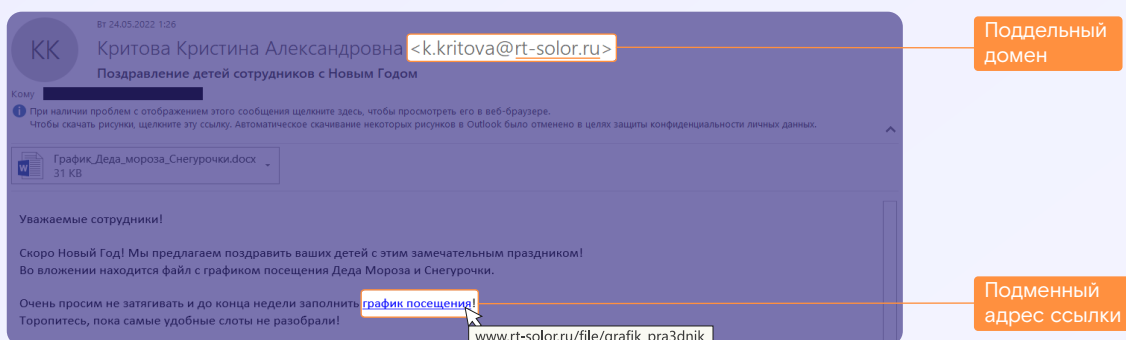 Вт 24.05.2022 1:26
КК
Критова Кристина Александровна <k.kritova@rt-solor.ru>
Поддельный
домен
Поздравление детей сотрудников с Новым Годом
Кому
При наличии проблем с отображением этого сообщения щелкните здесь, чтобы просмотреть его в веб-браузере.
Чтобы скачать рисунки, щелкните эту ссылку. Автоматическое скачивание некоторых рисунков в Outlook было отменено в целях защиты конфиденциальности личных данных.
График_Деда_мороза_Снегурочки.docx
31 KB
Уважаемые сотрудники!
Скоро Новый Год! Мы предлагаем поздравить ваших детей с этим замечательным праздником!
Во вложении находится файл с графиком посещения Деда Мороза и Снегурочки.
Очень просим не затягивать и до конца недели заполнить график посещения!
Торопитесь, пока самые удобные слоты не разобрали!
Подменный
адрес ссылки
www.rt-solor.ru/file/grafik_pra3dnik